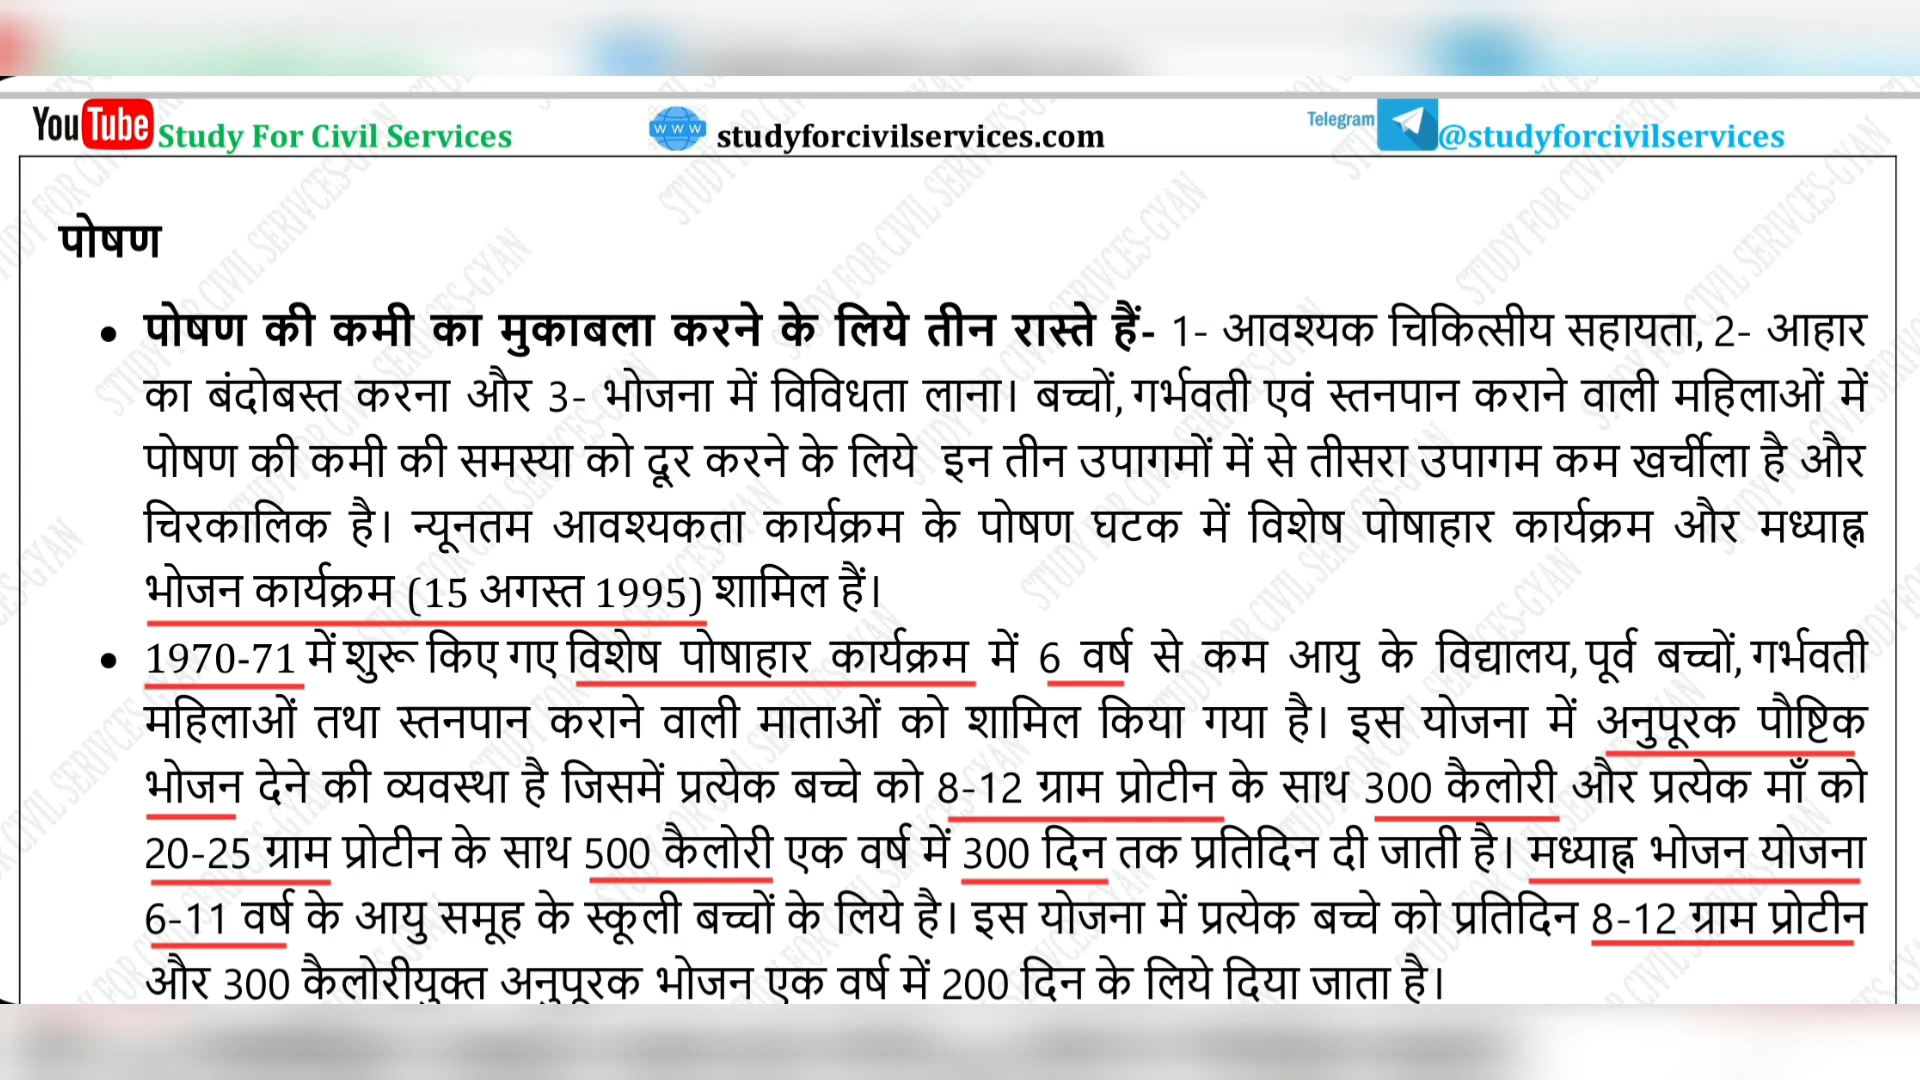 YouTube Study For Civil Services www studyforcivilservices.com Telegram @studyforcivilservices
पोषण
• पोषण की कमी का मुकाबला करने के लिये तीन रास्ते हैं- 1- आवश्यक चिकित्सीय सहायता, 2- आहार
का बंदोबस्त करना और 3- भोजना में विविधता लाना। बच्चों, गर्भवती एवं स्तनपान कराने वाली महिलाओं में
पोषण की कमी की समस्या को दूर करने के लिये इन तीन उपागमों में से तीसरा उपागम कम खर्चीला है और
चिरकालिक है। न्यूनतम आवश्यकता कार्यक्रम के पोषण घटक में विशेष पोषाहार कार्यक्रम और मध्याह्न
भोजन कार्यक्रम (15 अगस्त 1995) शामिल हैं।
• 1970-71 में शुरू किए गए विशेष पोषाहार कार्यक्रम में 6 वर्ष से कम आयु के विद्यालय, पूर्व बच्चों, गर्भवती
महिलाओं तथा स्तनपान कराने वाली माताओं को शामिल किया गया है। इस योजना में अनुपूरक पौष्टिक
भोजन देने की व्यवस्था है जिसमें प्रत्येक बच्चे को 8-12 ग्राम प्रोटीन के साथ 300 कैलोरी और प्रत्येक माँ को
20-25 ग्राम प्रोटीन के साथ 500 कैलोरी एक वर्ष में 300 दिन तक प्रतिदिन दी जाती है। मध्याह्न भोजन योजना
6-11 वर्ष के आयु समूह के स्कूली बच्चों के लिये है। इस योजना में प्रत्येक बच्चे को प्रतिदिन 8-12 ग्राम प्रोटीन
और 300 कैलोरीयुक्त अनुपूरक भोजन एक वर्ष में 200 दिन के लिये दिया जाता है।
STUDY FOR CIVIL SERIVCES-GYAN